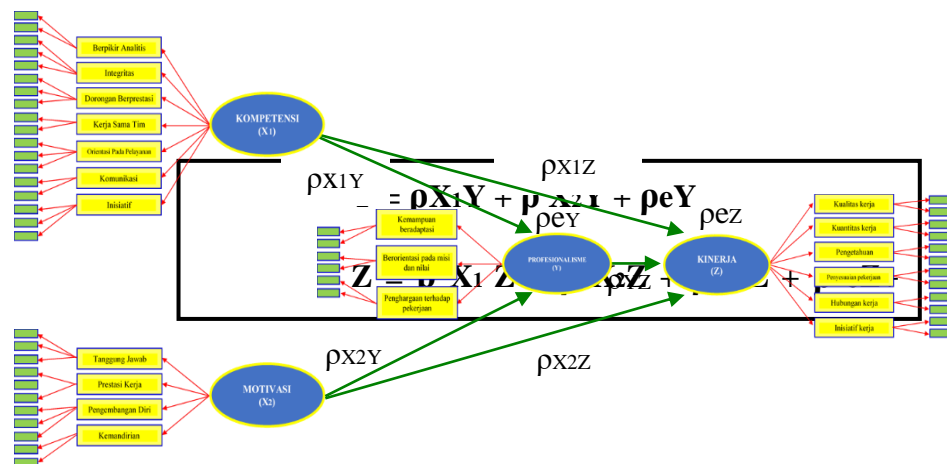 Berpikir Analitis
Integritas
Dorongan Berprestasi
Kerja Sama Tim
Orientasi Pada Pelayanan
Komunikasi
Inisiatif
KOMPETENSI
(X1)
ρX1Y
ρX1Z
= ρX1Y + ρ X2Y + ρeY
ρeY
ρeZ
Kemampuan
beradaptasi
Berorientasi pada misi
dan nilai
Penghargaan terhadap
pekerjaan
PROFESIONALISME
(Y)
KINERJA
(Z)
Kualitas kerja
Kuantitas kerja
Pengetahuan
Penyesuaian pekerjaan
Hubungan kerja
Inisiatif kerja
Z = ρ X1 Z
Tanggung Jawab
Prestasi Kerja
Pengembangan Diri
Kemandirian
MOTIVASI
(X2)
ρX2Y
ρX2Z